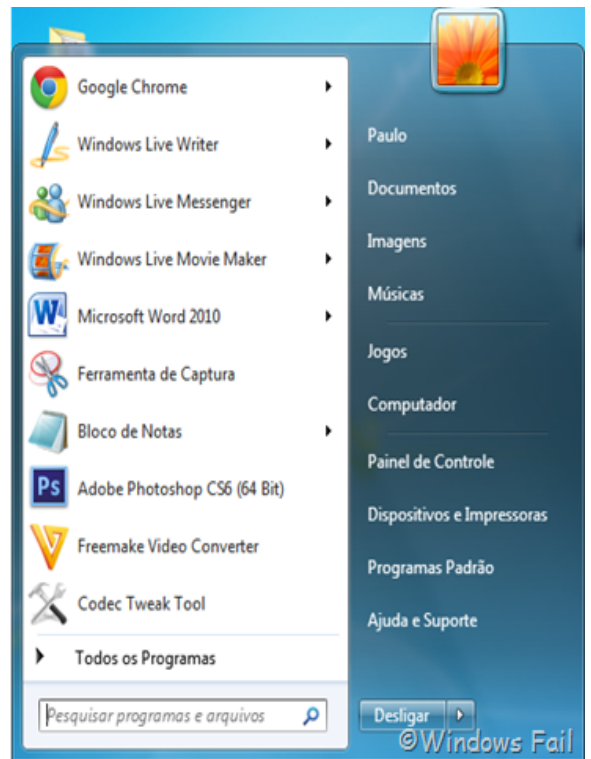 Google Chrome
Windows Live Writer
Windows Live Messenger
Windows Live Movie Maker
Microsoft Word 2010
Ferramenta de Captura
Bloco de Notas
Ps
Adobe Photoshop CS6 (64 Bit)
Freemake Video Converter
Codec Tweak Tool
Todos os Programas
Pesquisar programas e arquivos
Paulo
Documentos
Imagens
Músicas
Jogos
Computador
Painel de Controle
Dispositivos e Impressoras
Programas Padrão
Ajuda e Suporte
Desligar
©Windows Fail